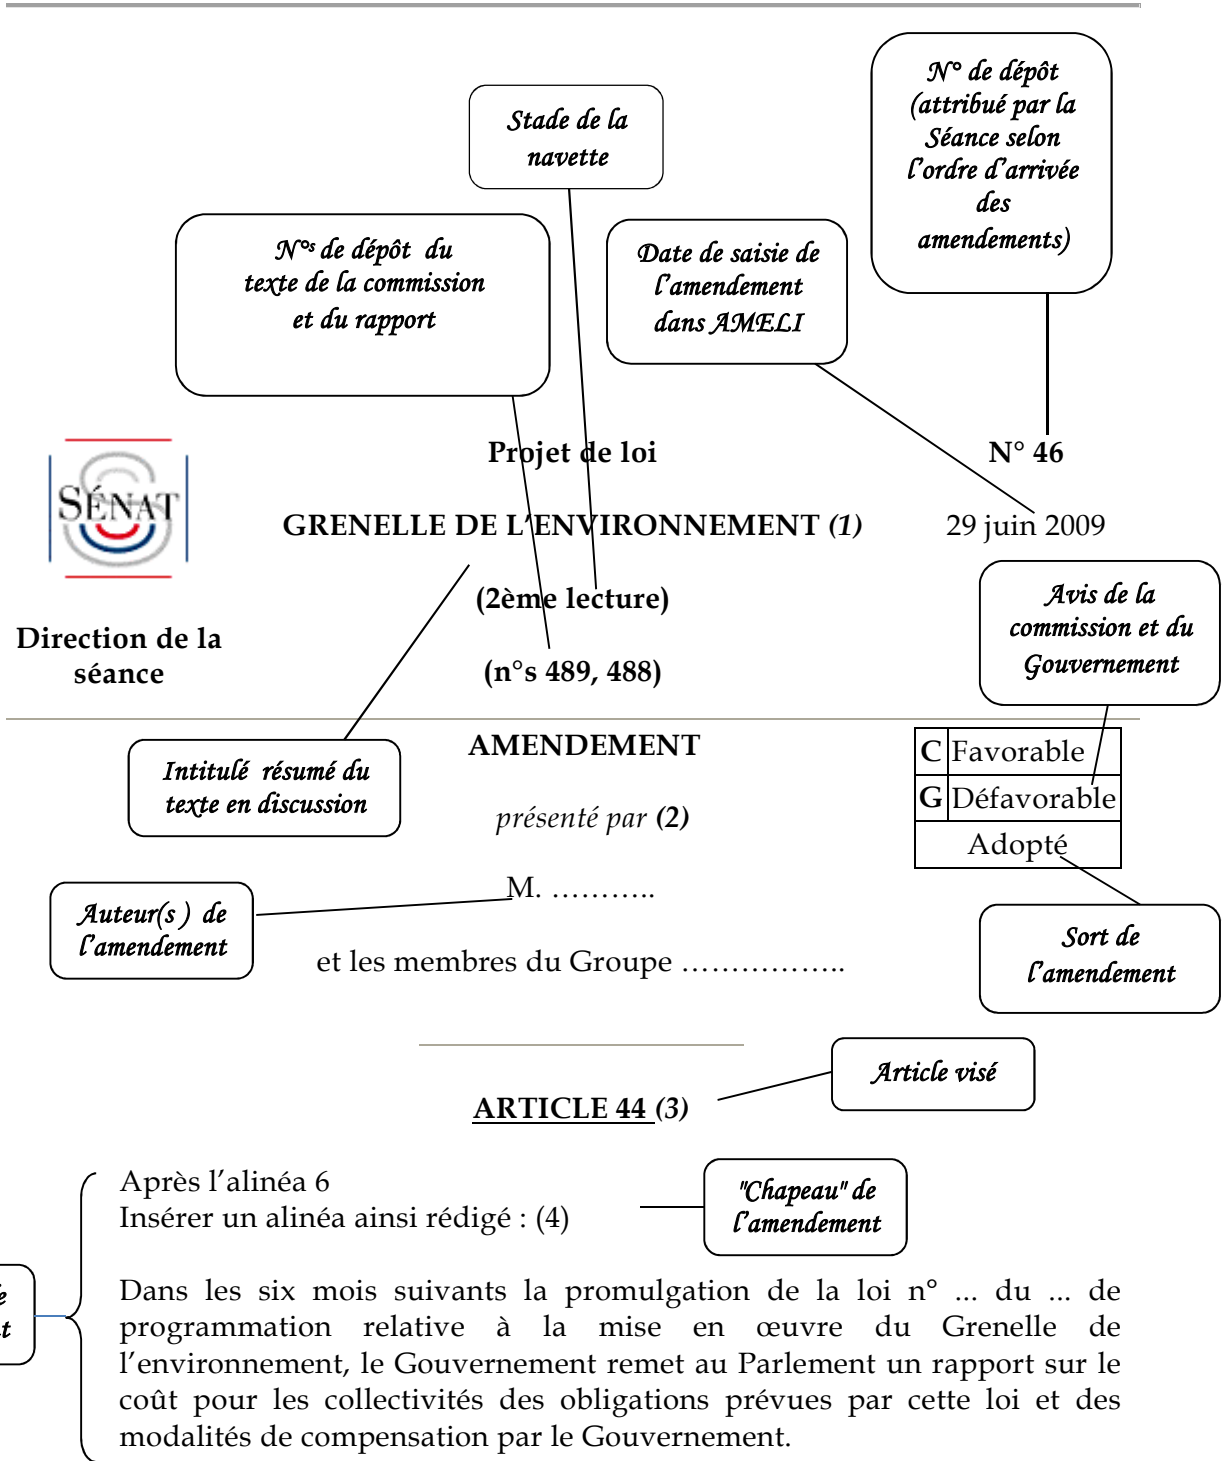 N° de dépôt
(attribué par la
Séance selon
l'ordre d'arrivée
des
amendements)
Stade de la
navette
N°s de dépôt du
texte de la commission
et du rapport
Date de saisie de
l'amendement
dans AMELI
SÉNAT
Projet de loi
N° 46
GRENELLE DE L'ENVIRONNEMENT (1)
29 juin 2009
(2ème lecture)
Direction de la
séance
(n°s 489, 488)
Avis de la
commission et du
Gouvernement
AMENDEMENT
C Favorable
G Défavorable
Adopté
Intitulé résumé du
texte en discussion
présenté par (2)
M. ………..
Auteur(s ) de
l'amendement
et les membres du Groupe ……………..
Sort de
l'amendement
Article visé
ARTICLE 44 (3)
Après l'alinéa 6
Insérer un alinéa ainsi rédigé : (4)
"Chapeau" de
l'amendement
Dans les six mois suivants la promulgation de la loi n° ... du ... de
programmation relative à la mise en œuvre du Grenelle de
l'environnement, le Gouvernement remet au Parlement un rapport sur le
coût pour les collectivités des obligations prévues par cette loi et des
modalités de compensation par le Gouvernement.